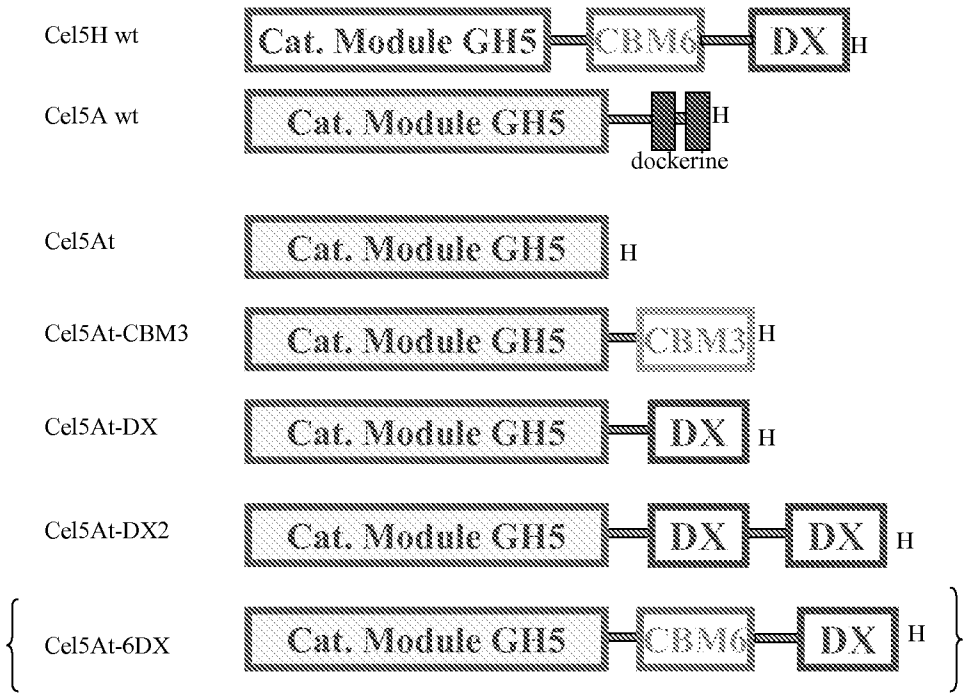 Cel5H wt Cat. Module GH5 CBM6 DX H
Cel5A wt Cat. Module GH5 H
dockerine
Cel5At Cat. Module GH5 H
Cel5At-CBM3 Cat. Module GH5 CBM3 H
Cel5At-DX Cat. Module GH5 DX H
Cel5At-DX2 Cat. Module GH5 DX DX H
{ Cel5At-6DX Cat. Module GH5 CBM6 DX H }